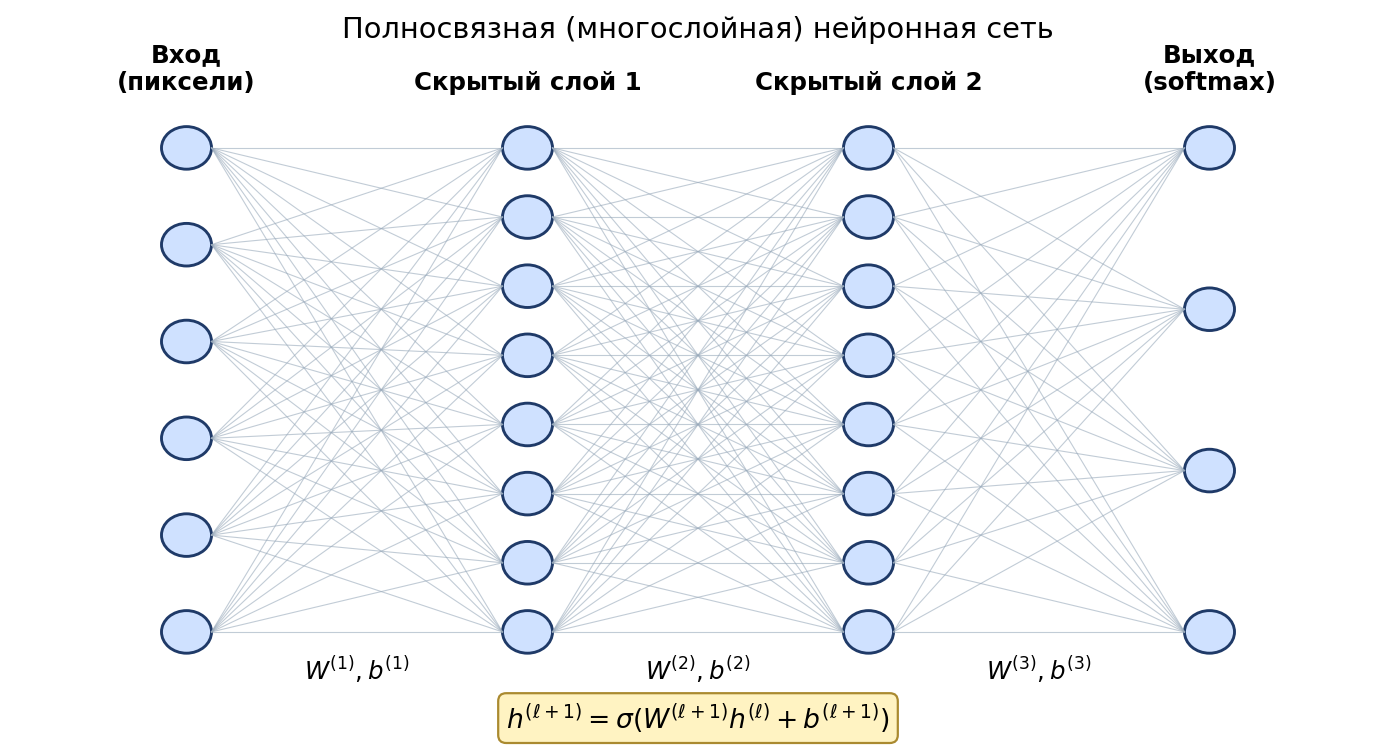 Полносвязная (многослойная) нейронная сеть
Вход
(пиксели)
Скрытый слой 1
Скрытый слой 2
Выход
(softmax)
W^{(1)}, b^{(1)}
W^{(2)}, b^{(2)}
W^{(3)}, b^{(3)}
h^{(ℓ+1)} = σ(W^{(ℓ+1)}h^{(ℓ)} + b^{(ℓ+1)})